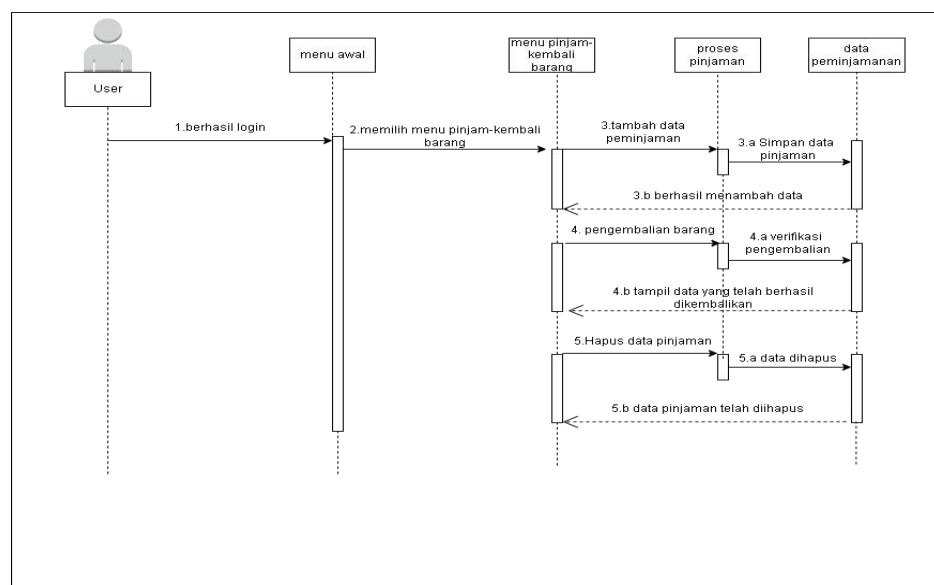 User
menu awal
menu pinjam-
kembali
barang
proses
pinjaman
data
peminjamanan
1.berhasil login
2.memilih menu pinjam-kembali
barang
3.tambah data
peminjaman
3.a Simpan data
pinjaman
3.b berhasil menambah data
4. pengembalian barang
4.a verifikasi
pengembalian
4.b tampil data yang telah berhasil
dikembalikan
5.Hapus data pinjaman
5.a data dihapus
5.b data pinjaman telah diihapus